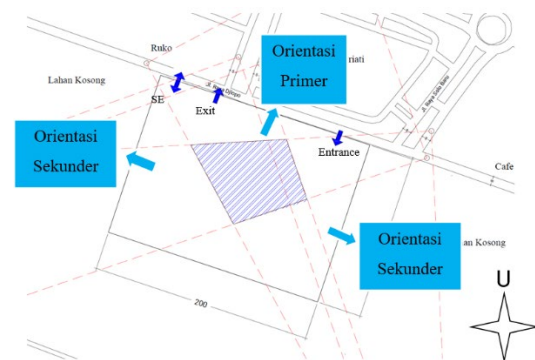 Ruko
Orientasi
Primer
riati
Lahan Kosong
SE
Exit
Entrance
Orientasi
Sekunder
Cafe
Orientasi
Sekunder
an Kosong
200
U